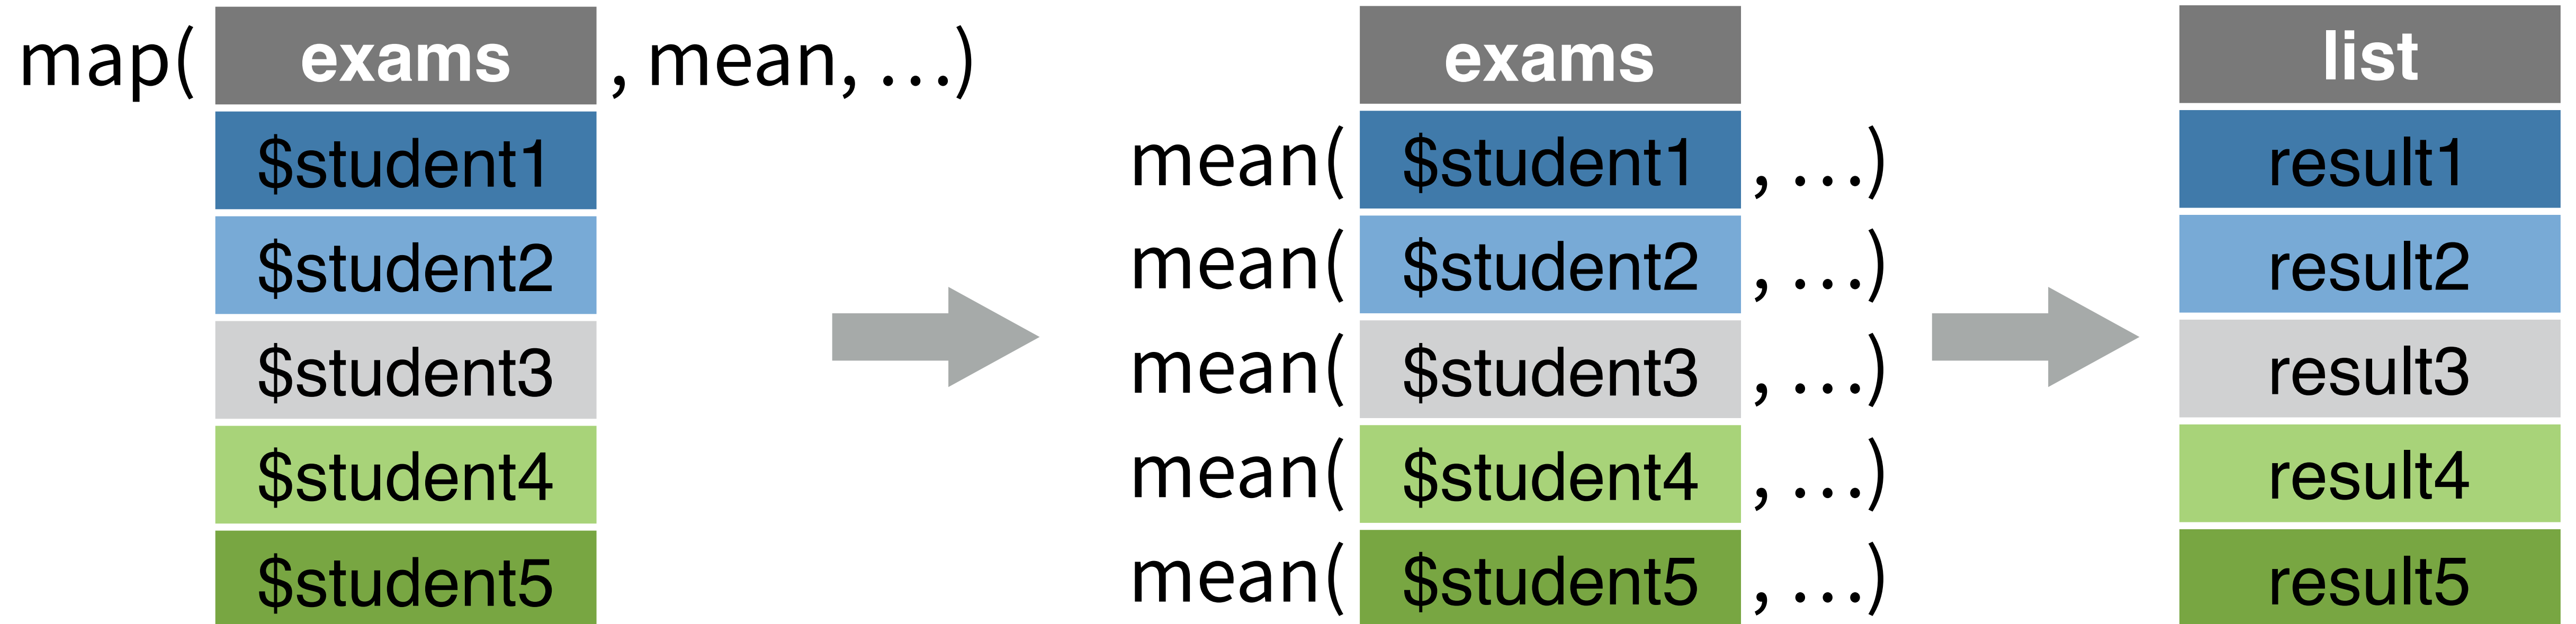 map( exams , mean, …) exams list
$student1 mean( $student1 , …) result1
$student2 mean( $student2 , …) result2
$student3 mean( $student3 , …) result3
$student4 mean( $student4 , …) result4
$student5 mean( $student5 , …) result5